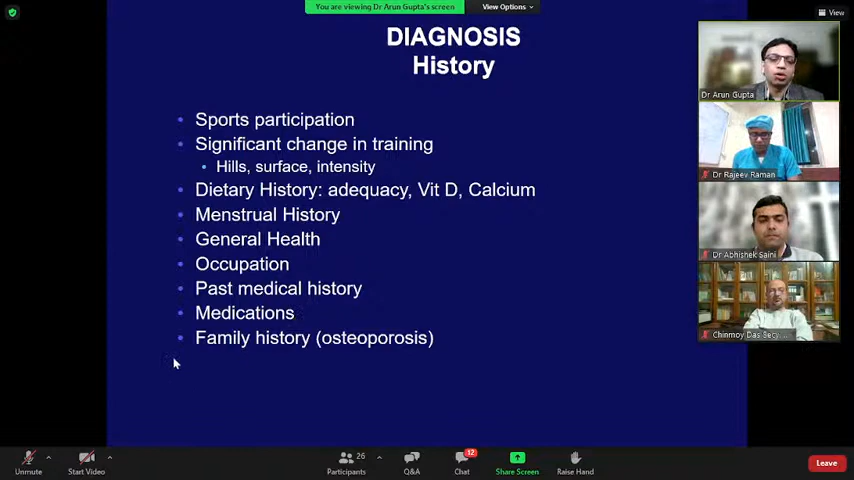 You are viewing Dr Arun Gupta's screen
View Options
View
DIAGNOSIS
History
Sports participation
Significant change in training
Hills, surface, intensity
Dietary History: adequacy, Vit D, Calcium
Menstrual History
General Health
Occupation
Past medical history
Medications
Family history (osteoporosis)
Dr Arun Gupta
Dr Rajeev Raman
Dr Abhishek Saini
Chinmoy Das Secy...
Unmute
Start Video
26
Participants
Q&A
12
Chat
Share Screen
Raise Hand
Leave